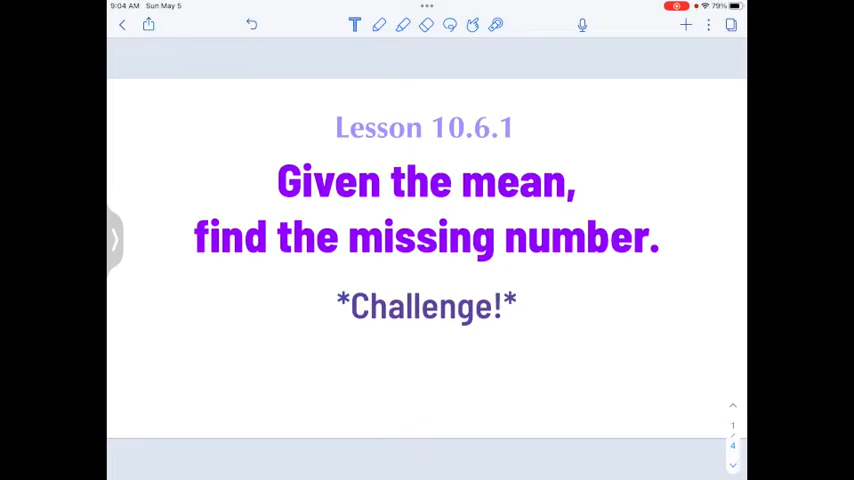 9:04 AM Sun May 5
79%
T
Lesson 10.6.1
Given the mean,
find the missing number.
*Challenge!*
1
/
4